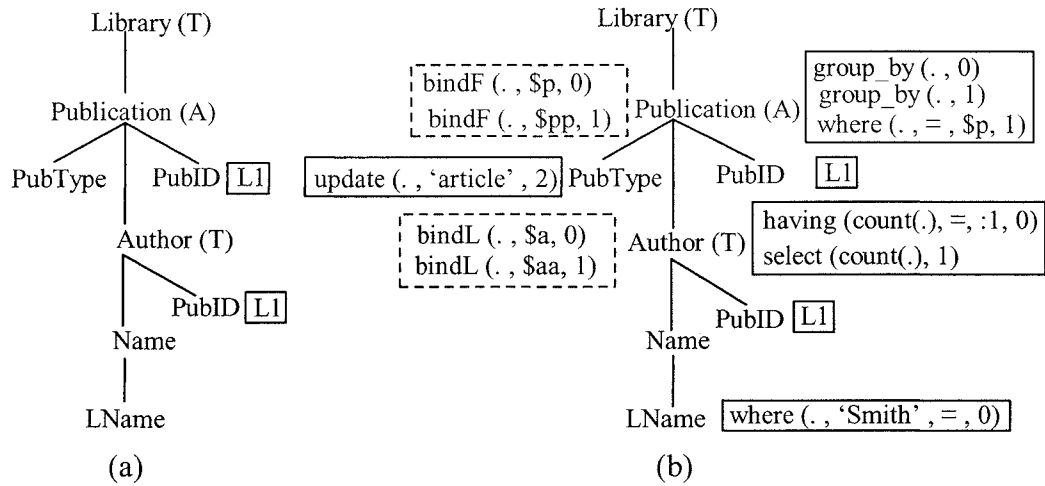 Library (T)
Publication (A)
PubType
PubID L1
Author (T)
PubID L1
Name
LName
(a)
Library (T)
bindF (. , $p, 0)
bindF (. , $pp, 1)
Publication (A)
group_by (. , 0)
group_by (. , 1)
where (. , = , $p, 1)
update (. , ‘article’ , 2) PubType
PubID L1
bindL (. , $a, 0)
bindL (. , $aa, 1)
Author (T)
having (count(.), =, :1, 0)
select (count(.), 1)
PubID L1
Name
LName where (. , ‘Smith’ , = , 0)
(b)